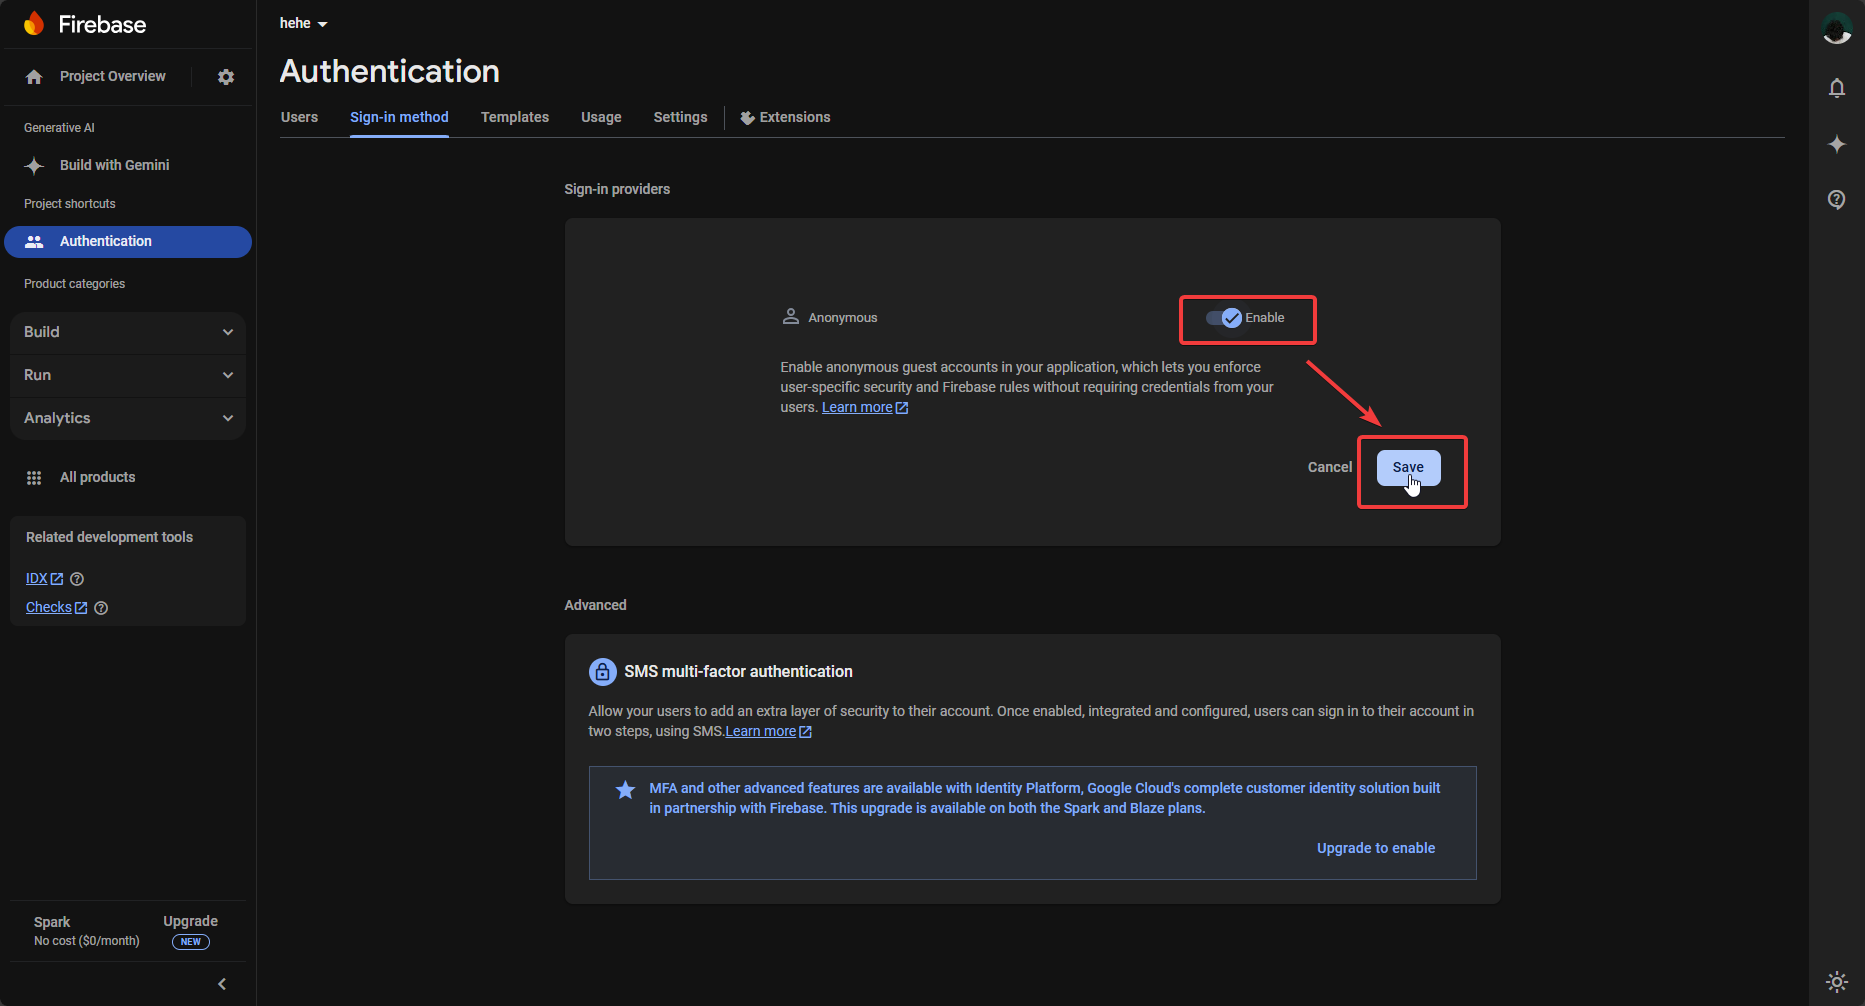 Firebase
Project Overview
Generative AI
Build with Gemini
Project shortcuts
Authentication
Product categories
Build
Run
Analytics
All products
Related development tools
IDX
Checks
Spark
No cost ($0/month)
Upgrade
NEW
hehe
Authentication
Users
Sign-in method
Templates
Usage
Settings
Extensions
Sign-in providers
Anonymous
Enable
Enable anonymous guest accounts in your application, which lets you enforce
user-specific security and Firebase rules without requiring credentials from your
users. Learn more
Cancel
Save
Advanced
SMS multi-factor authentication
Allow your users to add an extra layer of security to their account. Once enabled, integrated and configured, users can sign in to their account in
two steps, using SMS.Learn more
MFA and other advanced features are available with Identity Platform, Google Cloud's complete customer identity solution built
in partnership with Firebase. This upgrade is available on both the Spark and Blaze plans.
Upgrade to enable